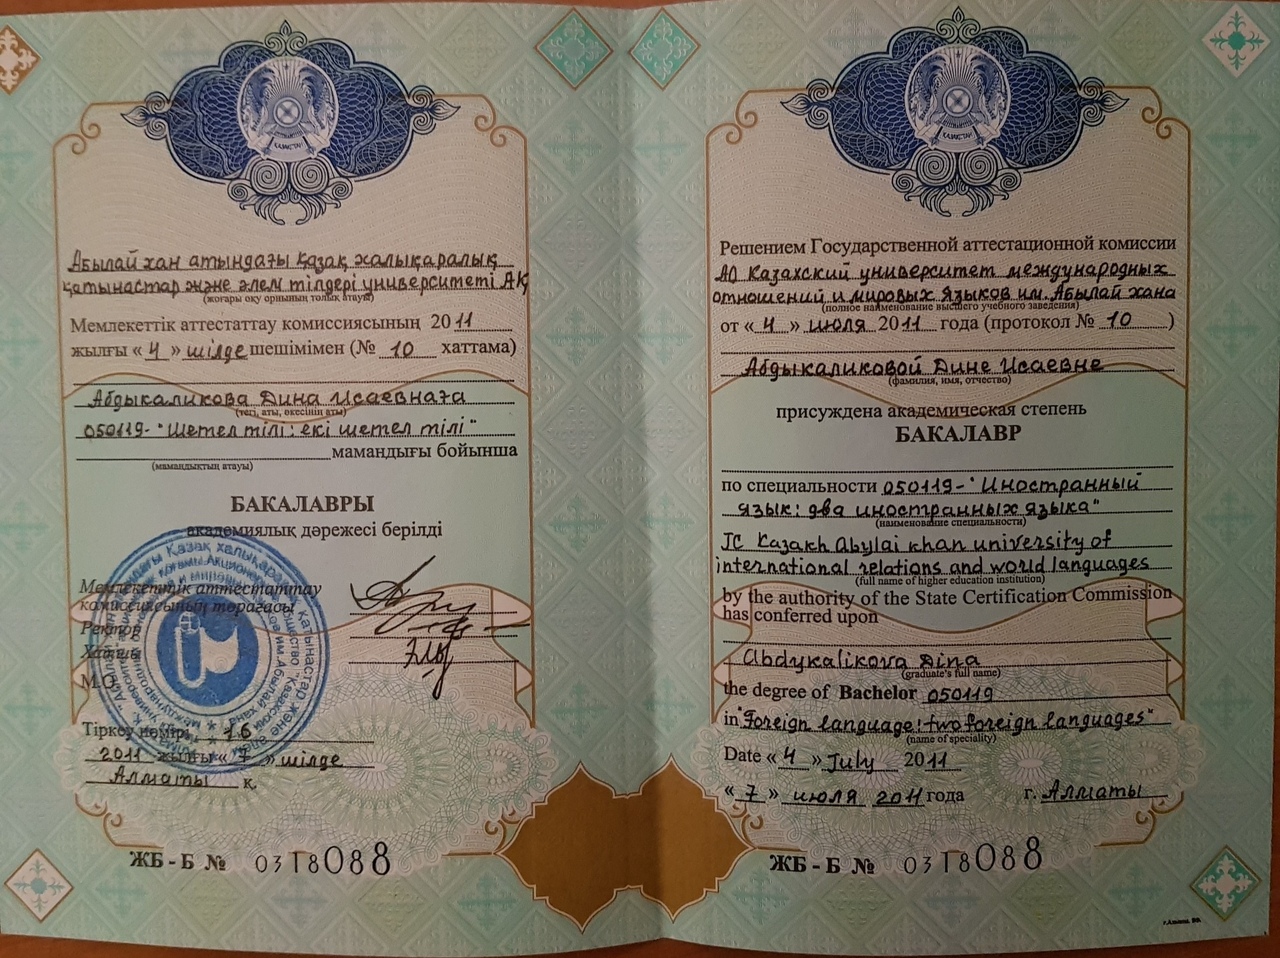 Абылай хан атындағы Қазақ халықаралық
қатынастар және әлем тілдері университеті АҚ
(жоғары оқу орнының толық атауы)
Мемлекеттік аттестаттау комиссиясының 2011
жылғы « 4 » шілде шешімімен (№ 10 хаттама)
Абдыкаликова Дина Исаевнаға
(тегі, аты, әкесінің аты)
050119- "Шетел тілі: екі шетел тілі"
мамандығы бойынша
(мамандықтың атауы)
БАКАЛАВРЫ
академиялық дәрежесі берілді
Мемлекеттік аттестаттау
комиссиясының төрағасы
Ректор
Хатшы
М.О.
Тіркеу нөмірі 16
2011 жылғы « 7 » шілде
Алматы қ.
ЖБ - Б № 0318088
ҚАЗАҚСТАН
Решением Государственной аттестационной комиссии
АО Казахский университет международных
отношений и мировых языков им. Абылай хана
(полное наименование высшего учебного заведения)
от « 4 » июля 2011 года (протокол № 10 )
Абдыкаликовой Дине Исаевне
(фамилия, имя, отчество)
присуждена академическая степень
БАКАЛАВР
по специальности 050119- "Иностранный
язык: два иностранных языка"
(наименование специальности)
JC Kazakh Abylai khan university of
international relations and world languages
(full name of higher education institution)
by the authority of the State Certification Commission
has conferred upon
Abdykalikova Dina
(graduate's full name)
the degree of Bachelor 050119
in "Foreign language: two foreign languages"
(name of speciality)
Date « 4 » July 2011
« 7 » июля 2011 года г. Алматы
ЖБ - Б № 0318088